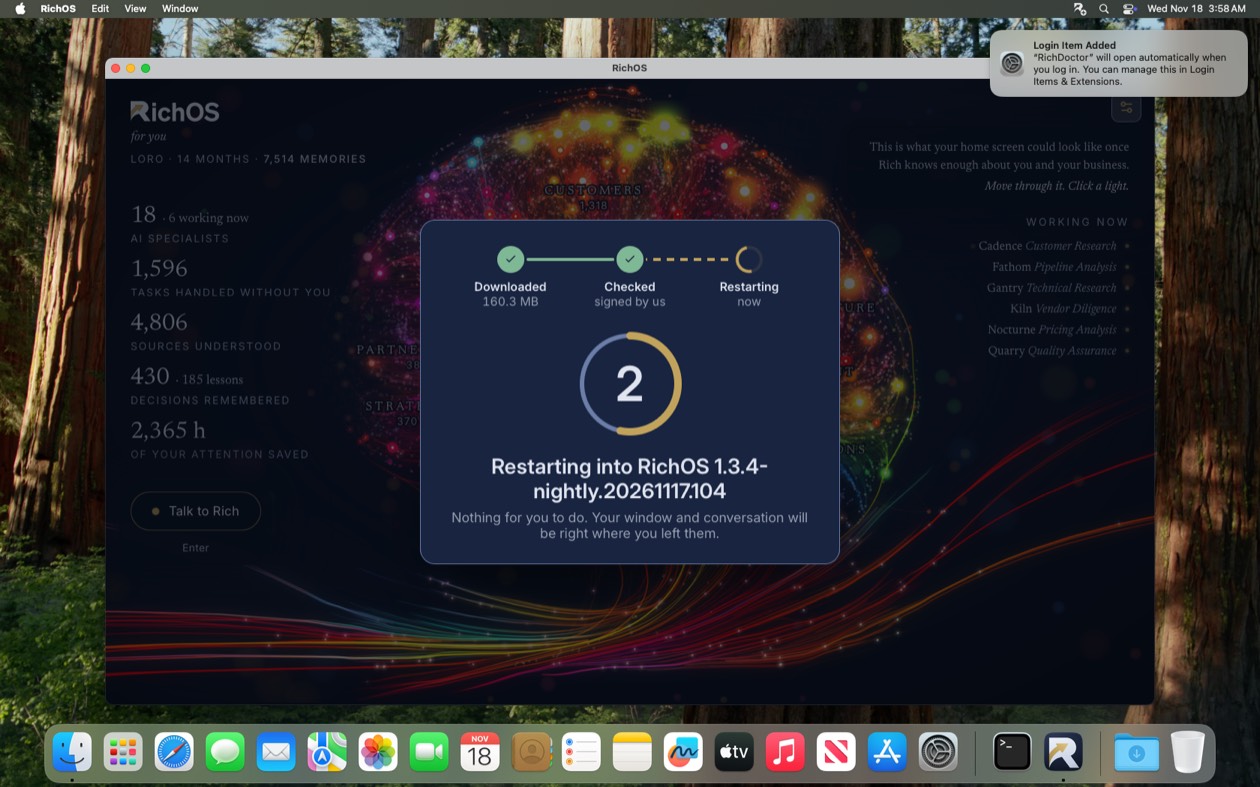 RichOS Edit View Window
Wed Nov 18 3:58 AM
Login Item Added
"RichDoctor" will open automatically when
you log in. You can manage this in Login
Items & Extensions.
RichOS
RichOS
for you
LORO · 14 MONTHS · 7,514 MEMORIES
18 · 6 working now
AI SPECIALISTS
1,596
TASKS HANDLED WITHOUT YOU
4,806
SOURCES UNDERSTOOD
430 · 185 lessons
DECISIONS REMEMBERED
2,365 h
OF YOUR ATTENTION SAVED
Talk to Rich
Enter
CUSTOMERS
1,318
PARTNE
38
STRAT
370
This is what your home screen could look like once
Rich knows enough about you and your business.
Move through it. Click a light.
WORKING NOW
Cadence Customer Research
Fathom Pipeline Analysis
Gantry Technical Research
Kiln Vendor Diligence
Nocturne Pricing Analysis
Quarry Quality Assurance
Downloaded
160.3 MB
Checked
signed by us
Restarting
now
2
Restarting into RichOS 1.3.4-
nightly.20261117.104
Nothing for you to do. Your window and conversation will
be right where you left them.
NOV
18
tv